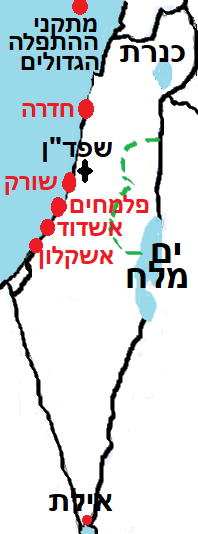 מתקני
ההתפלה
הגדולים
כנרת
חדרה
שפד"ן
שורק
פלמחים
אשדוד
אשקלון
ים
מלח
אילת